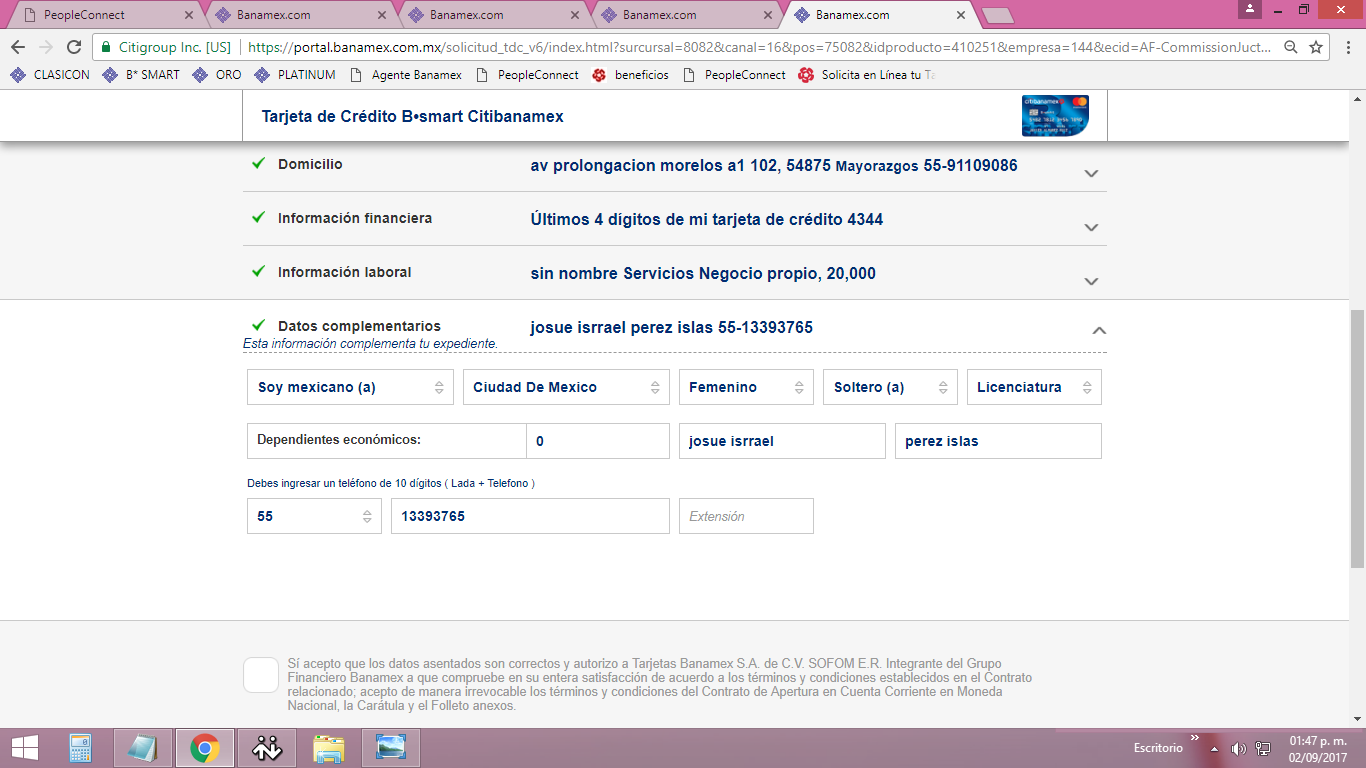 PeopleConnect
Banamex.com
Banamex.com
Banamex.com
Banamex.com
Citigroup Inc. [US]
https://portal.banamex.com.mx/solicitud_tdc_v6/index.html?sursursal=8082&canal=16&pos=75082&idproducto=410251&empresa=144&ecid=AF-CommissionJuct...
CLASICON
B* SMART
ORO
PLATINUM
Agente Banamex
PeopleConnect
beneficios
PeopleConnect
Solicita en Línea tu Ta
Tarjeta de Crédito B•smart Citibanamex
citibanamex
Domicilio
av prolongacion morelos a1 102, 54875 Mayorazgos 55-91109086
Información financiera
Últimos 4 dígitos de mi tarjeta de crédito 4344
Información laboral
sin nombre Servicios Negocio propio, 20,000
Datos complementarios
josue isrrael perez islas 55-13393765
Esta información complementa tu expediente.
Soy mexicano (a)
Ciudad De Mexico
Femenino
Soltero (a)
Licenciatura
Dependientes económicos:
0
josue isrrael
perez islas
Debes ingresar un teléfono de 10 dígitos ( Lada + Telefono )
55
13393765
Extensión
Sí acepto que los datos asentados son correctos y autorizo a Tarjetas Banamex S.A. de C.V. SOFOM E.R. Integrante del Grupo
Financiero Banamex a que compruebe en su entera satisfacción de acuerdo a los términos y condiciones establecidos en el Contrato
relacionado; acepto de manera irrevocable los términos y condiciones del Contrato de Apertura en Cuenta Corriente en Moneda
Nacional, la Carátula y el Folleto anexos.
Escritorio
01:47 p. m.
02/09/2017